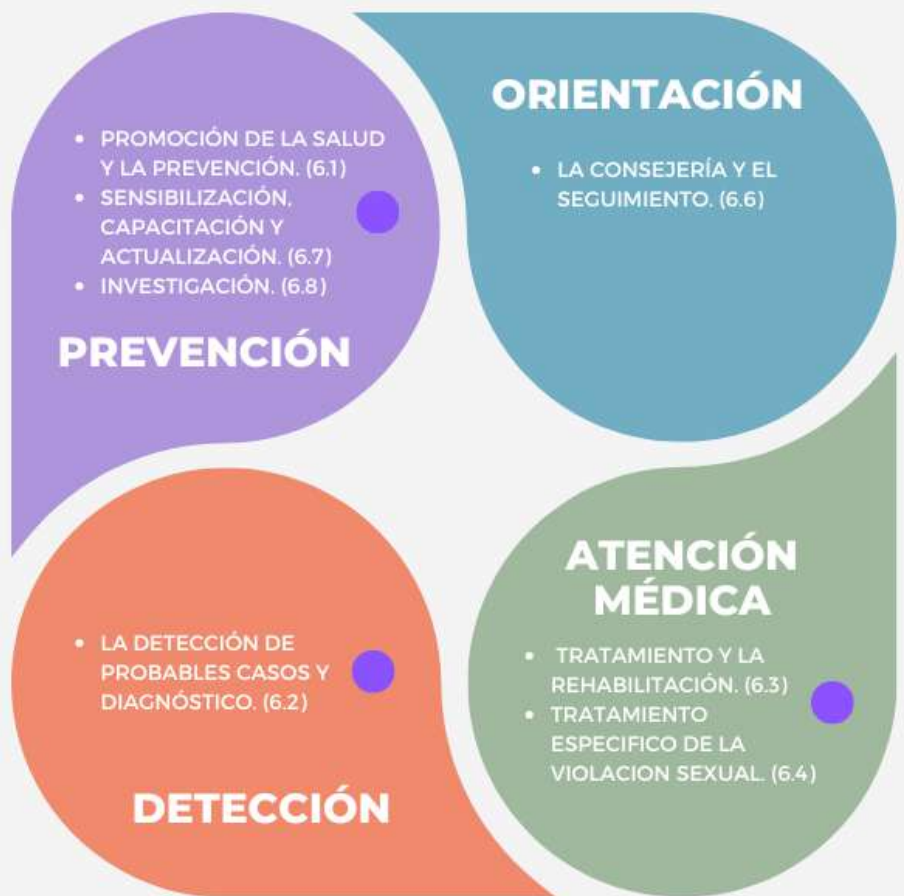 • PROMOCIÓN DE LA SALUD
Y LA PREVENCIÓN. (6.1)
• SENSIBILIZACIÓN,
CAPACITACIÓN Y
ACTUALIZACIÓN. (6.7)
• INVESTIGACIÓN. (6.8)
PREVENCIÓN
ORIENTACIÓN
• LA CONSEJERÍA Y EL
SEGUIMIENTO. (6.6)
• LA DETECCIÓN DE
PROBABLES CASOS Y
DIAGNÓSTICO. (6.2)
DETECCIÓN
ATENCIÓN
MÉDICA
• TRATAMIENTO Y LA
REHABILITACIÓN. (6.3)
• TRATAMIENTO
ESPECIFICO DE LA
VIOLACION SEXUAL. (6.4)